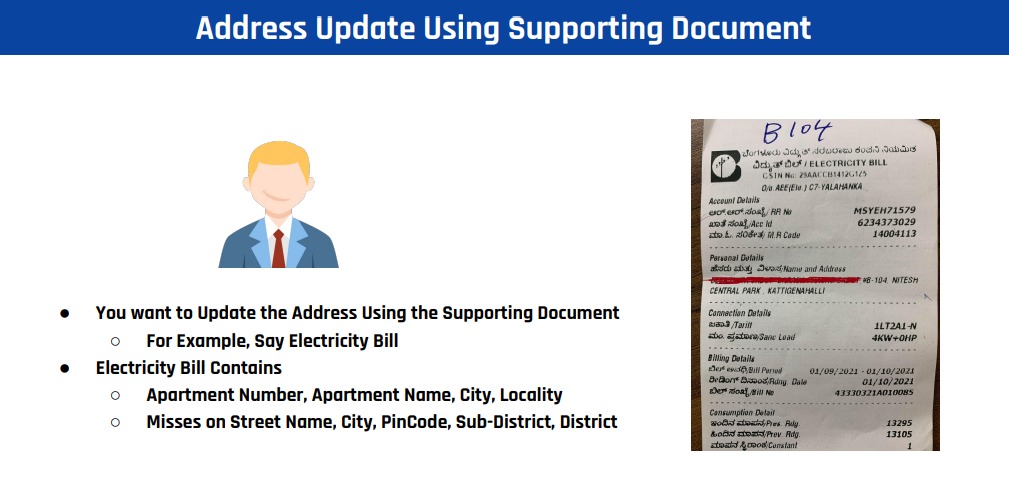 Address Update Using Supporting Document
● You want to Update the Address Using the Supporting Document
○ For Example, Say Electricity Bill
● Electricity Bill Contains
○ Apartment Number, Apartment Name, City, Locality
○ Misses on Street Name, City, PinCode, Sub-District, District
B 104
ಬೆಂಗಳೂರು ವಿದ್ಯುತ್ ಸರಬರಾಜು ಕಂಪನಿ ನಿಯಮಿತ
ವಿದ್ಯುತ್ ಬಿಲ್ / ELECTRICITY BILL
GSTN No: 29AACCB1412G1Z5
O/o. AEE(Ele.) C7-YALAHANKA
Account Details
ಆರ್.ಆರ್.ಸಂಖ್ಯೆ/ RR No MSYEH71579
ಖಾತೆ ಸಂಖ್ಯೆ/Acc Id 6234373029
ಮಾ.ಓ. ಸಂಕೇತ/ M.R Code 14004113
Personal Details
ಹೆಸರು ಮತ್ತು ವಿಳಾಸ/Name and Address
#B-104, NITESH
CENTRAL PARK , KATTIGENAHALLI
Connection Details
ಜಕಾತಿ /Tariff 1LT2A1-N
ಮಂ. ಪ್ರಮಾಣ/Sanc Load 4KW+0HP
Billing Details
ಬಿಲ್ ಅವಧಿ/Bill Period 01/09/2021 - 01/10/2021
ರೀಡಿಂಗ್ ದಿನಾಂಕ/Rdng. Date 01/10/2021
ಬಿಲ್ ಸಂಖ್ಯೆ/Bill No 43330321A010085
Consumption Detail
ಇಂದಿನ ಮಾಪನ/Pres. Rdg. 13295
ಹಿಂದಿನ ಮಾಪನ/Prev. Rdg. 13105
ಮಾಪನ ಸ್ಥಿರಾಂಕ/Constant 1